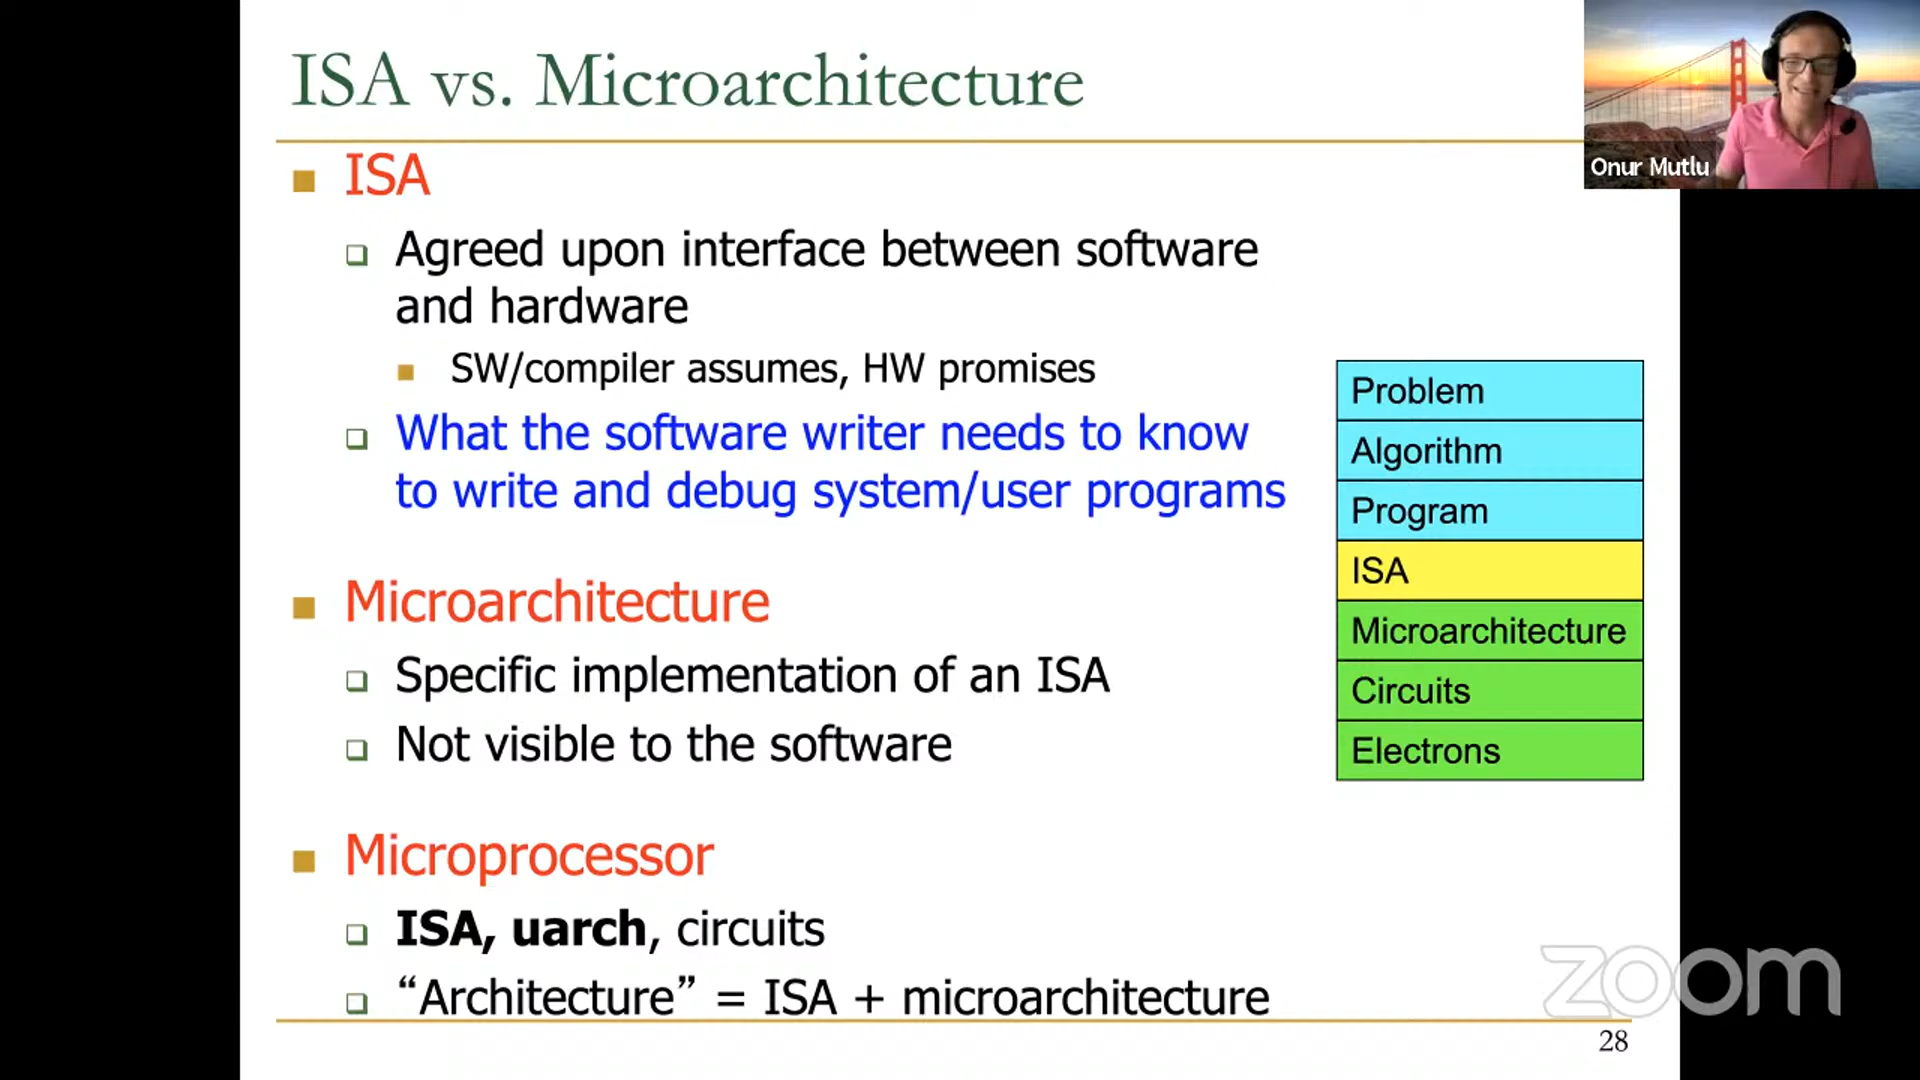 ISA vs. Microarchitecture
Onur Mutlu
ISA
Agreed upon interface between software
and hardware
SW/compiler assumes, HW promises
What the software writer needs to know
to write and debug system/user programs
Microarchitecture
Specific implementation of an ISA
Not visible to the software
Microprocessor
ISA, uarch, circuits
“Architecture” = ISA + microarchitecture
Problem
Algorithm
Program
ISA
Microarchitecture
Circuits
Electrons
zoom
28